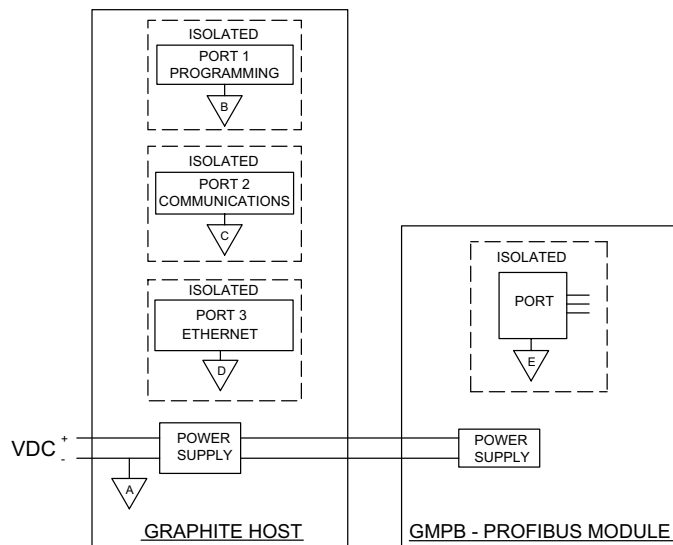 ISOLATED
PORT 1
PROGRAMMING
B
ISOLATED
PORT 2
COMMUNICATIONS
C
ISOLATED
PORT 3
ETHERNET
D
VDC + -
POWER
SUPPLY
A
GRAPHITE HOST
ISOLATED
PORT
E
POWER
SUPPLY
GMPB - PROFIBUS MODULE